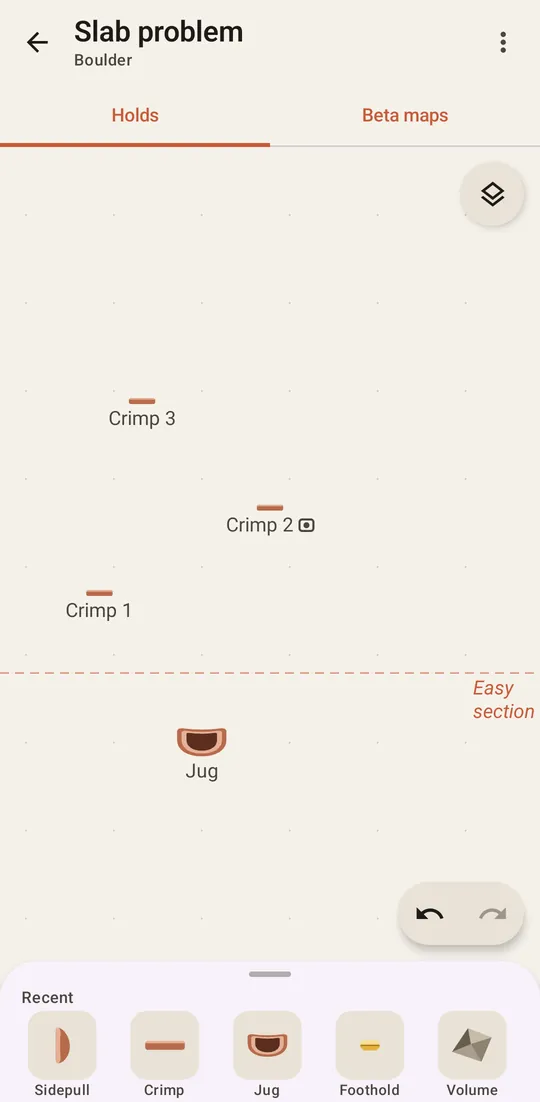 Slab problem
Boulder
Holds
Beta maps
Crimp 3
Crimp 2
Crimp 1
Easy
section
Jug
Recent
Sidepull
Crimp
Jug
Foothold
Volume